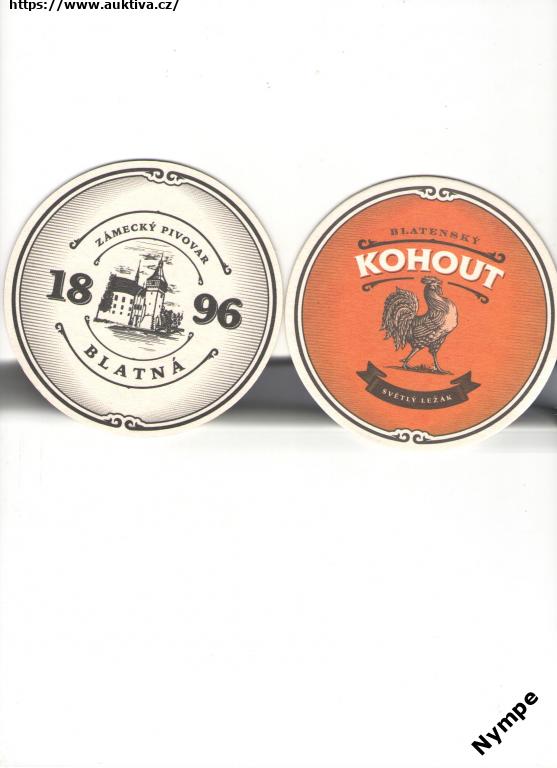 https://www.auktiva.cz/
ZÁMECKÝ PIVOVAR
18 96
BLATNÁ
BLATENSKÝ
KOHOUT
SVĚTLÝ LEŽÁK
Nympe